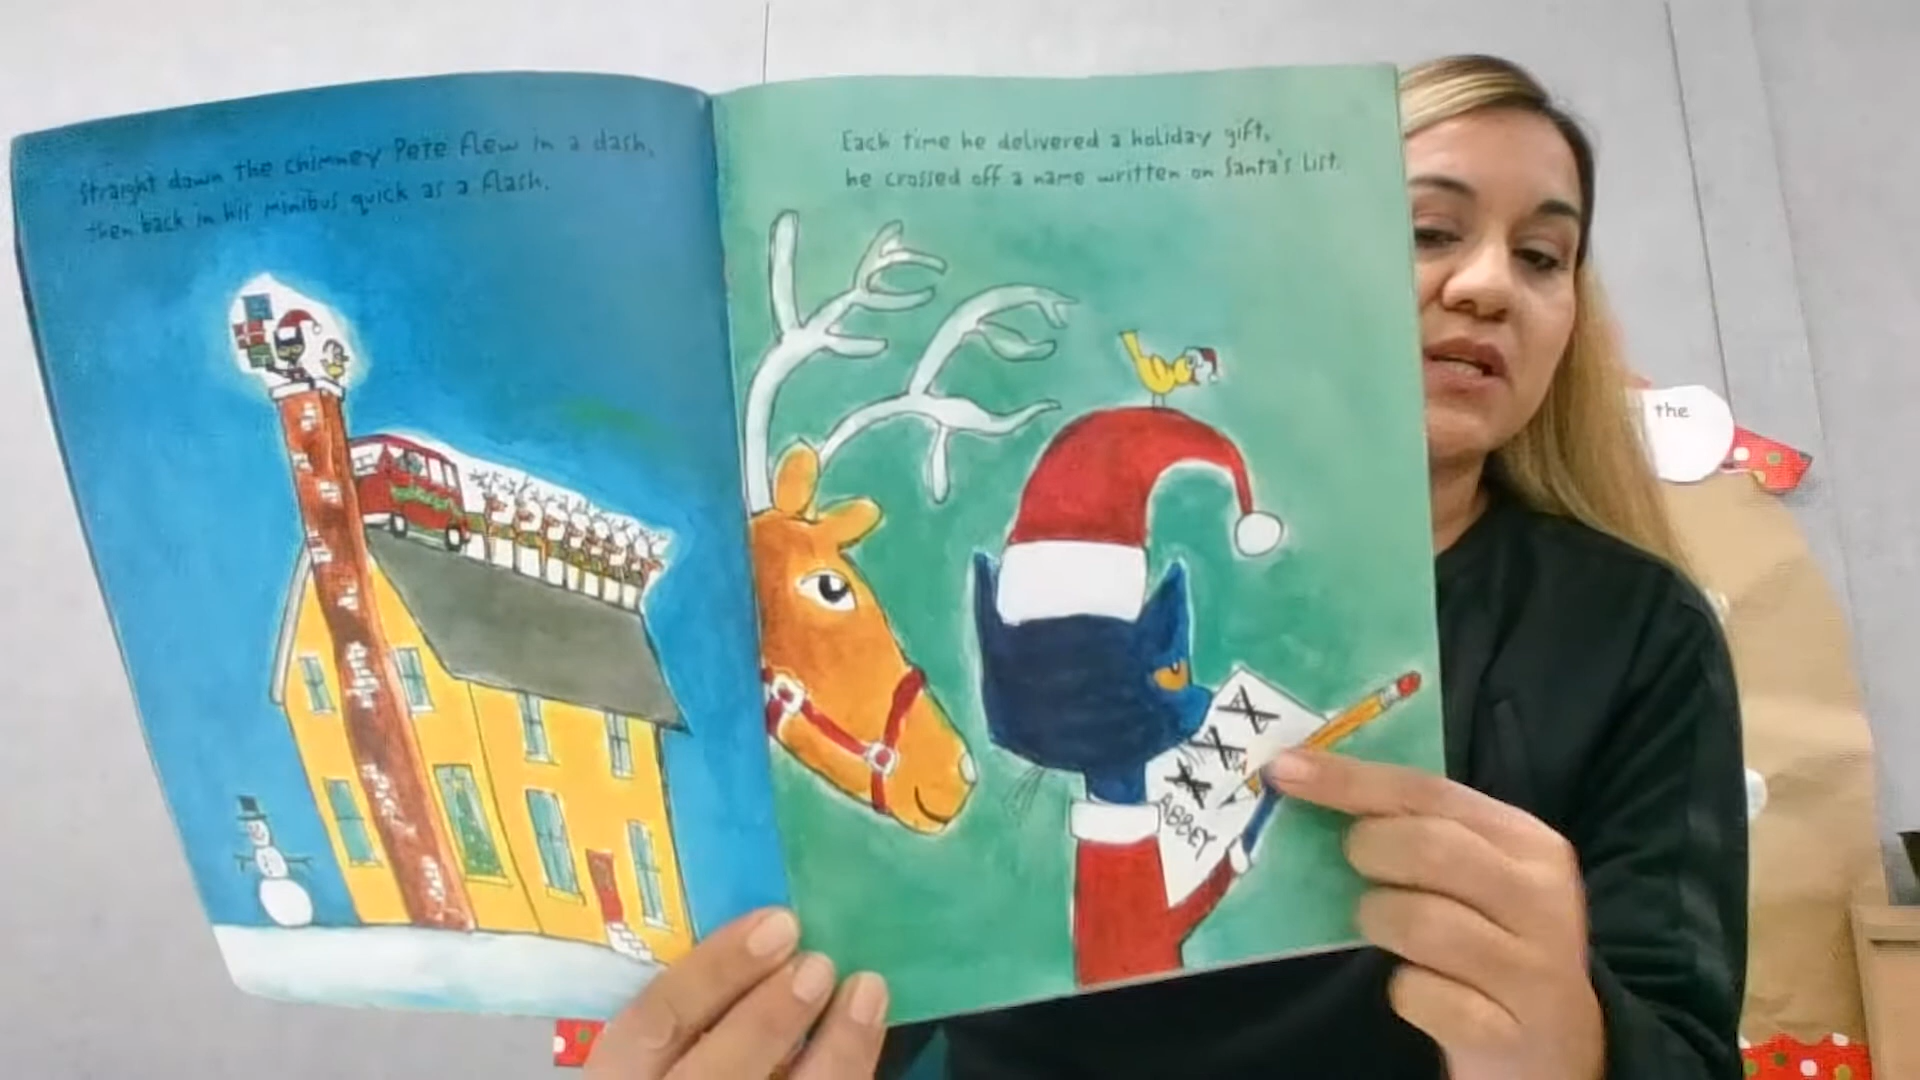 Straight down the chimney Pete flew in a dash,
then back in his minibus quick as a flash.
Each time he delivered a holiday gift,
he crossed off a name written on Santa's list.
ABBEY
the